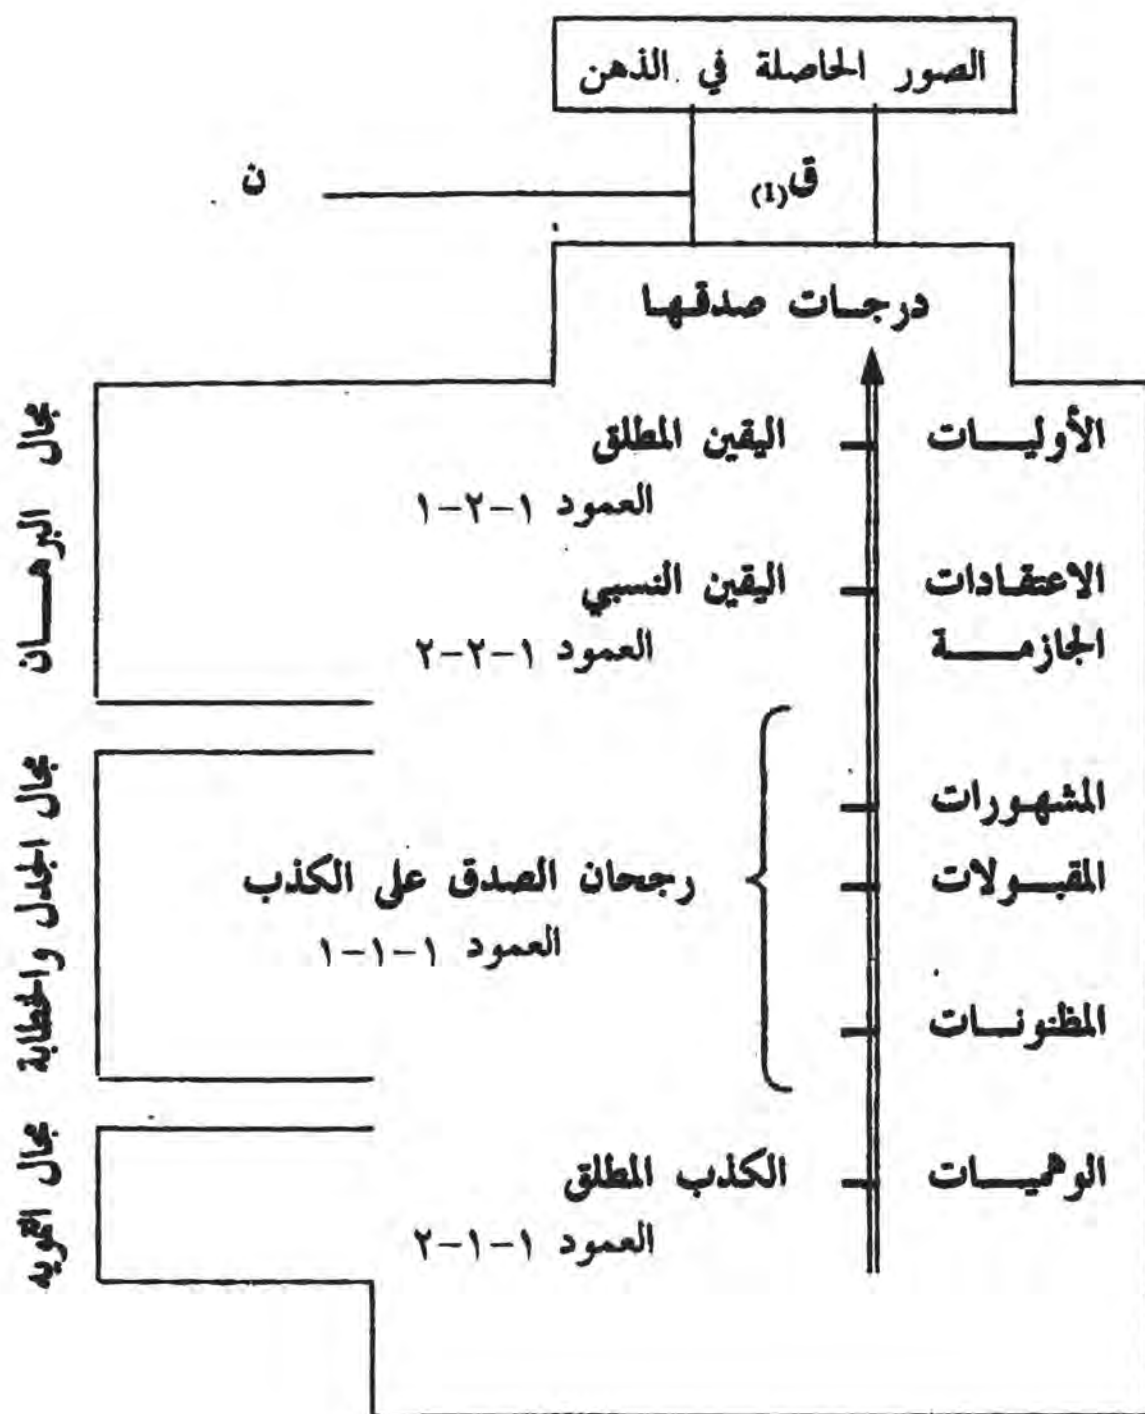 الصور الحاصلة في الذهن
ق(1)
ن
درجات صدقها
الأوليات
اليقين المطلق
العمود ١-٢-١
الاعتقادات الجازمة
اليقين النسبي
العمود ١-٢-٢
مجال البرهان
المشهورات
المقبولات
المظنونات
رجحان الصدق على الكذب
العمود ١-١-١
مجال الجدل والخطابة
الوهميات
الكذب المطلق
العمود ١-١-٢
مجال التمويه